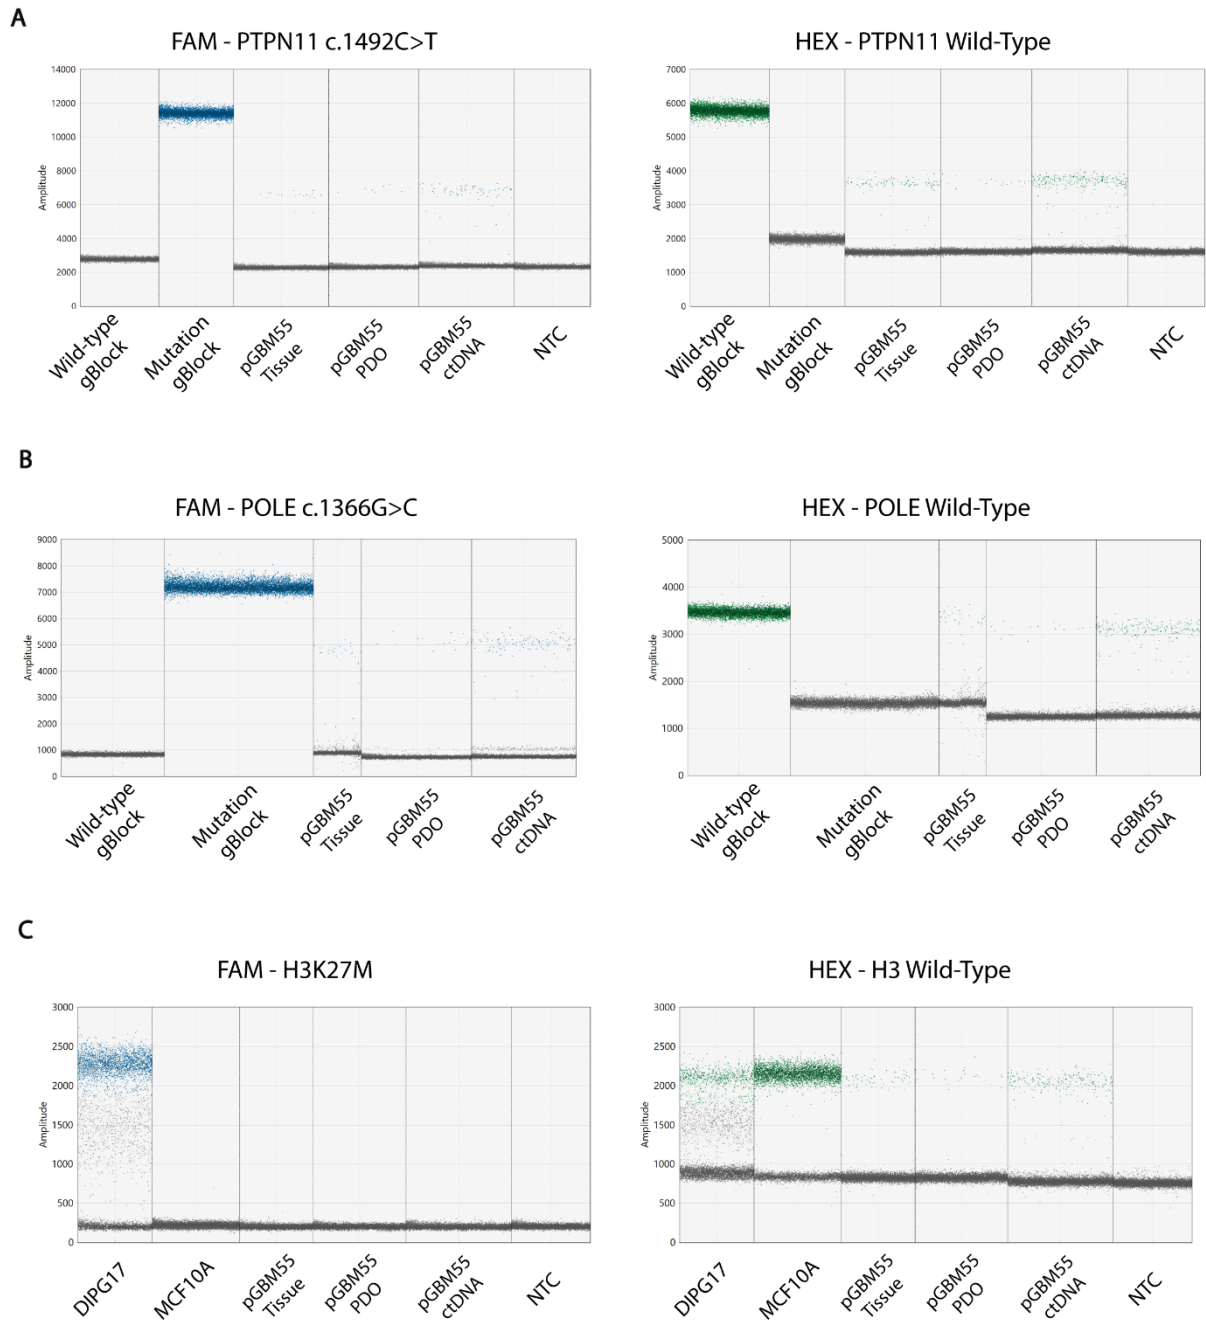 A
FAM - PTPN11 c.1492C>T
14000
12000
10000
8000
6000
4000
2000
0
Amplitude
Wild-type
gBlock
Mutation
gBlock
pGBM55
Tissue
pGBM55
PDO
pGBM55
ctDNA
NTC
HEX - PTPN11 Wild-Type
7000
6000
5000
4000
3000
2000
1000
0
Amplitude
Wild-type
gBlock
Mutation
gBlock
pGBM55
Tissue
pGBM55
PDO
pGBM55
ctDNA
NTC
B
FAM - POLE c.1366G>C
9000
8000
7000
6000
5000
4000
3000
2000
1000
0
Amplitude
Wild-type
gBlock
Mutation
gBlock
pGBM55
Tissue
pGBM55
PDO
pGBM55
ctDNA
HEX - POLE Wild-Type
5000
4000
3000
2000
1000
0
Amplitude
Wild-type
gBlock
Mutation
gBlock
pGBM55
Tissue
pGBM55
PDO
pGBM55
ctDNA
C
FAM - H3K27M
3000
2500
2000
1500
1000
500
0
Amplitude
DIPG17
MCF10A
pGBM55
Tissue
pGBM55
PDO
pGBM55
ctDNA
NTC
HEX - H3 Wild-Type
3000
2500
2000
1500
1000
500
0
Amplitude
DIPG17
MCF10A
pGBM55
Tissue
pGBM55
PDO
pGBM55
ctDNA
NTC